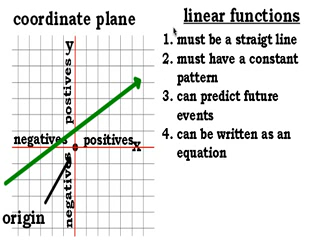 coordinate plane
y
postives
negatives
postives
x
negatives
origin
linear functions
1. must be a straigt line
2. must have a constant
pattern
3. can predict future
events
4. can be written as an
equation